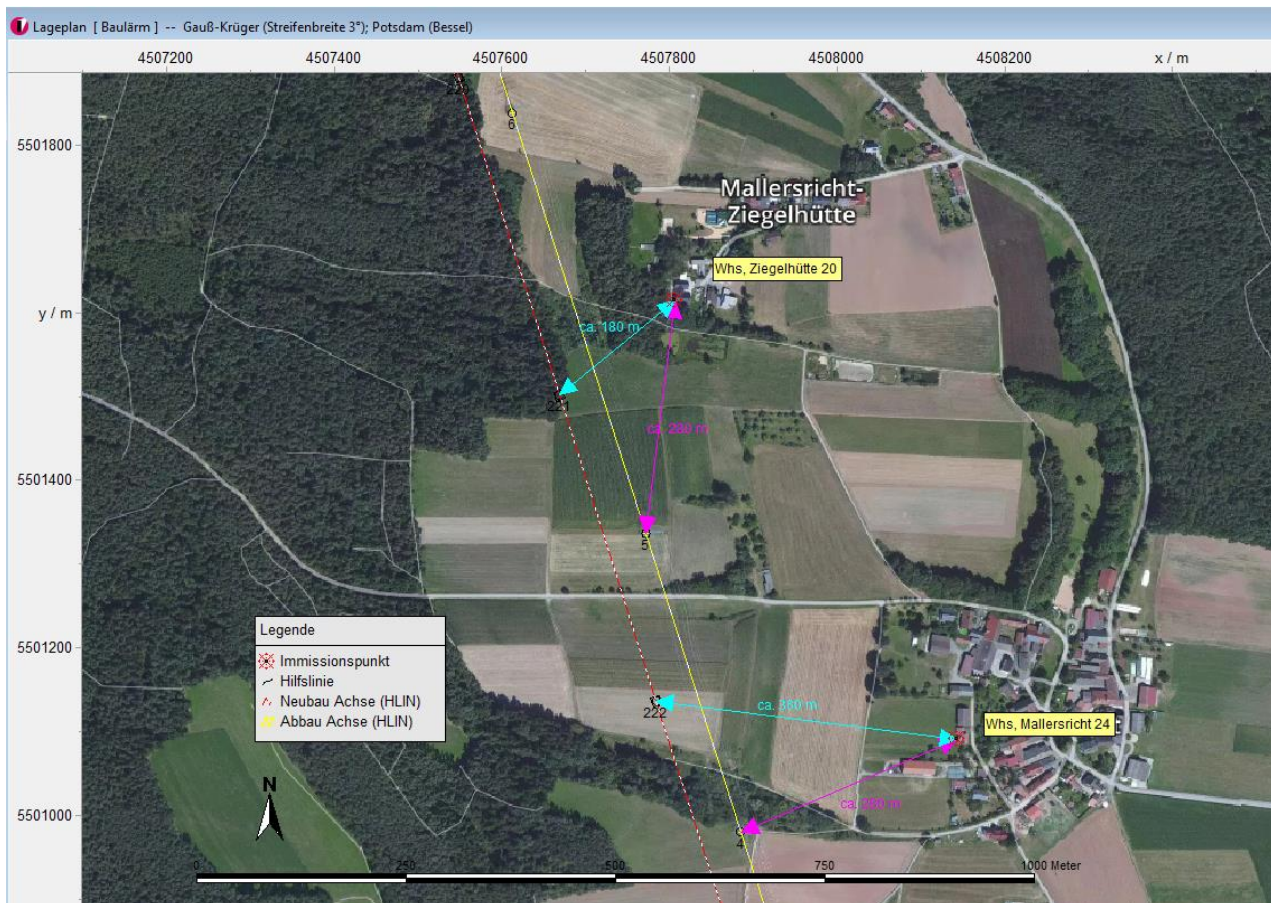 Lageplan [ Baulärm ] -- Gauß-Krüger (Streifenbreite 3°); Potsdam (Bessel)
4507200 4507400 4507600 4507800 4508000 4508200 x / m
6
5501800
Mallersricht-
Ziegelhütte
Whs, Ziegelhütte 20
y / m
ca. 180 m
221
ca. 280 m
5501400
5
Legende
Immissionspunkt
Hilfslinie
Neubau Achse (HLIN)
Abbau Achse (HLIN)
5501200
222
ca. 360 m
Whs, Mallersricht 24
N
5501000
ca. m
4
0 250 500 750 1000 Meter